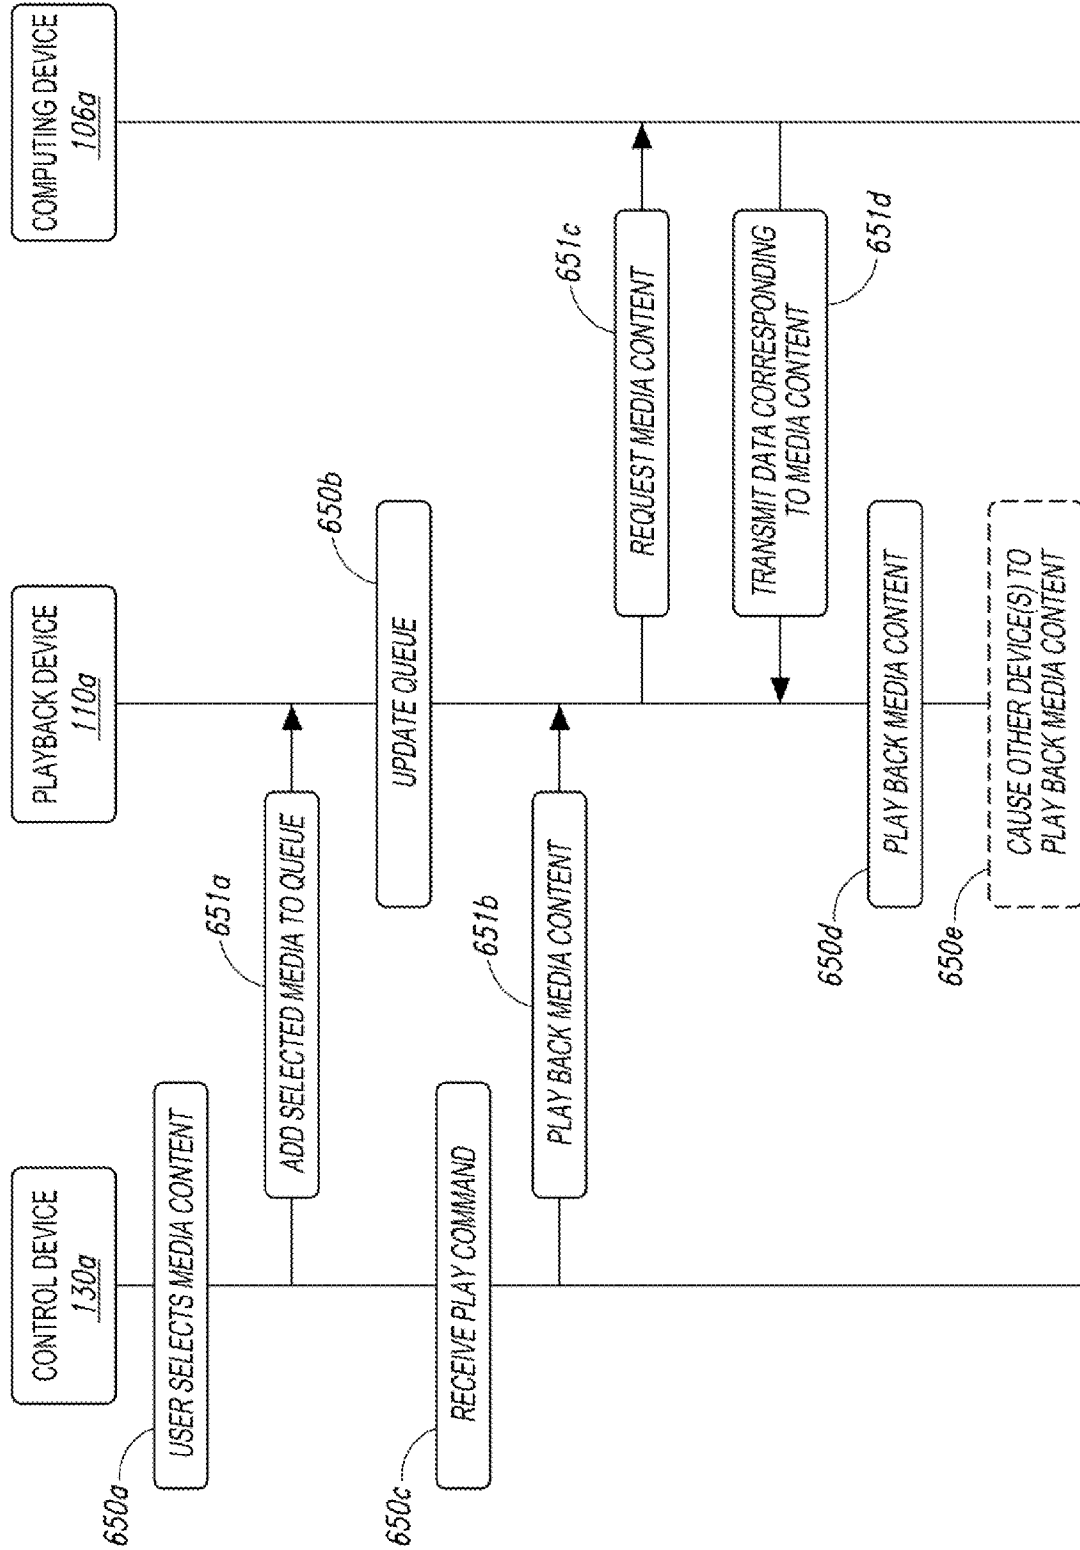 CONTROL DEVICE
130a
PLAYBACK DEVICE
110a
COMPUTING DEVICE
106a
650a
USER SELECTS MEDIA CONTENT
651a
ADD SELECTED MEDIA TO QUEUE
650b
UPDATE QUEUE
650c
RECEIVE PLAY COMMAND
651b
PLAY BACK MEDIA CONTENT
651c
REQUEST MEDIA CONTENT
TRANSMIT DATA CORRESPONDING
TO MEDIA CONTENT
651d
650d
PLAY BACK MEDIA CONTENT
650e
CAUSE OTHER DEVICE(S) TO
PLAY BACK MEDIA CONTENT